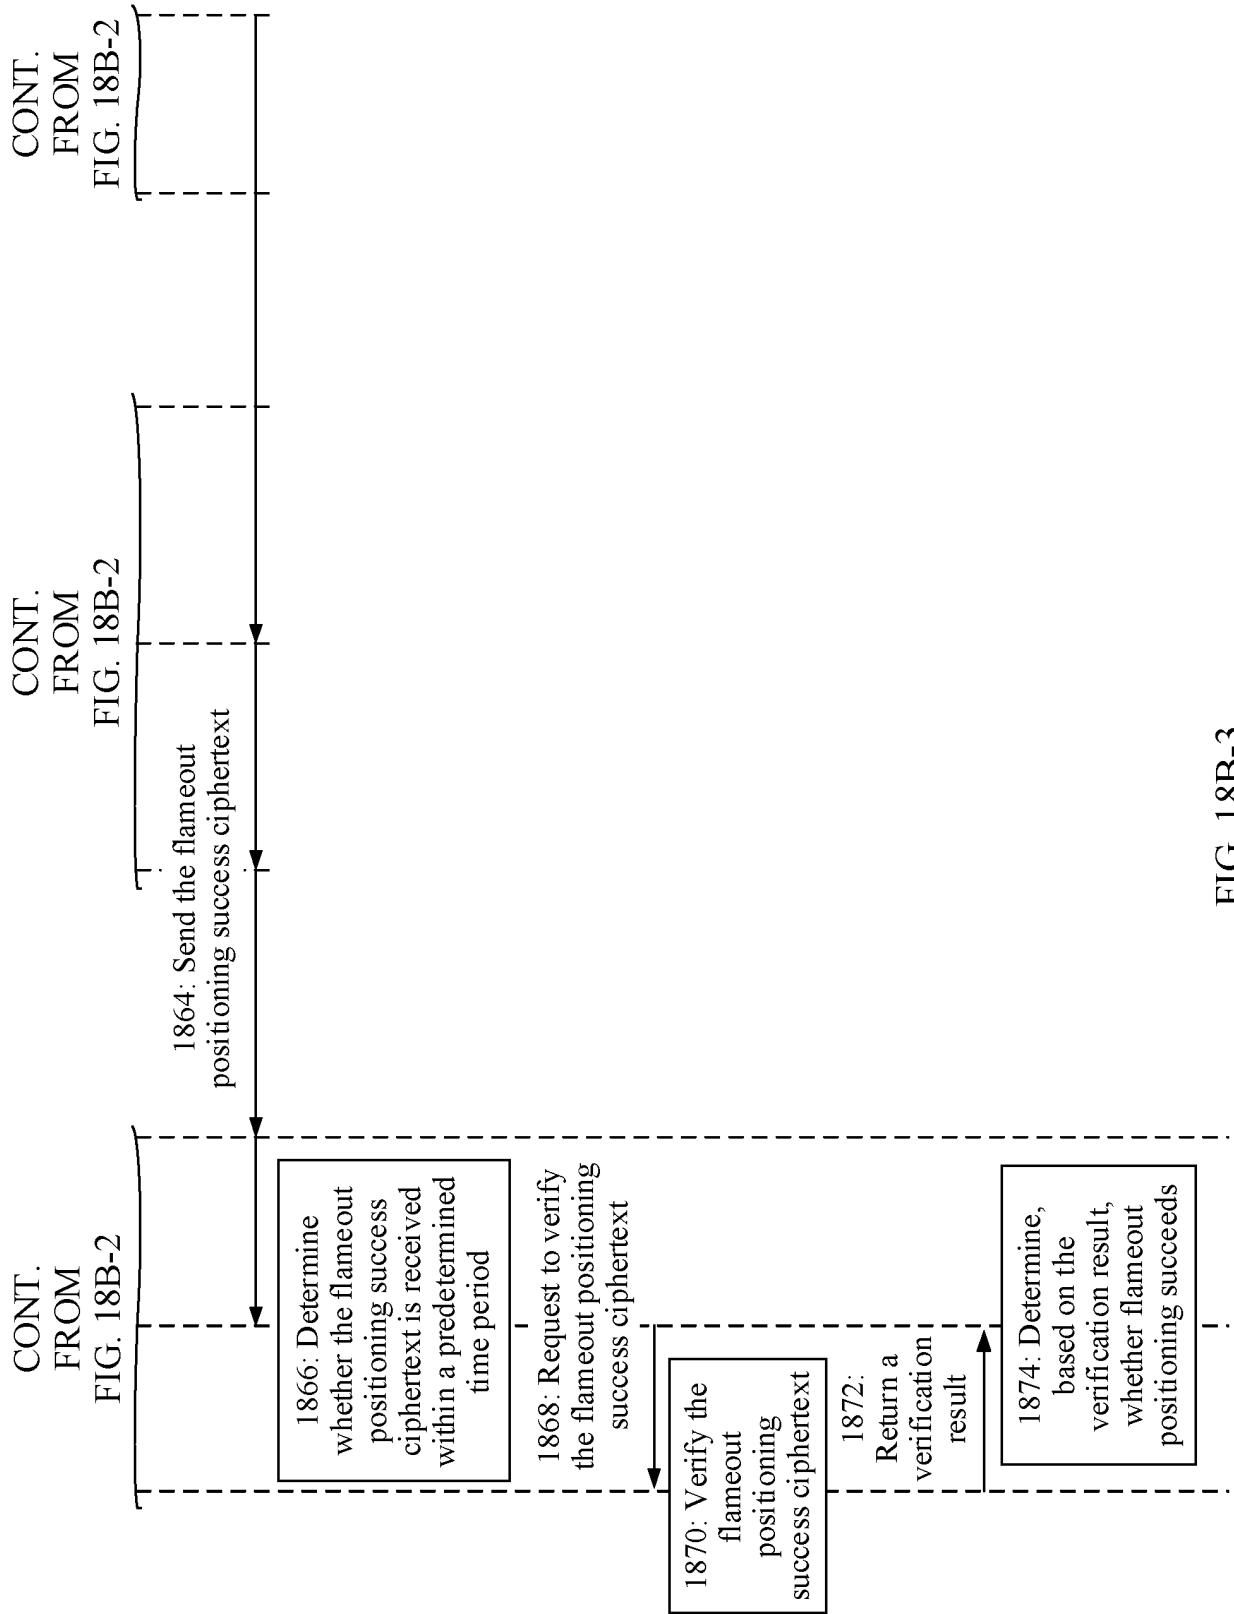 CONT.
FROM
FIG. 18B-2
CONT.
FROM
FIG. 18B-2
CONT.
FROM
FIG. 18B-2
1864: Send the flameout
positioning success ciphertext
1866: Determine
whether the flameout
positioning success
ciphertext is received
within a predetermined
time period
1868: Request to verify
the flameout positioning
success ciphertext
1870: Verify the
flameout
positioning
success ciphertext
1872:
Return a
verification
result
1874: Determine,
based on the
verification result,
whether flameout
positioning succeeds
FIG. 18B-3